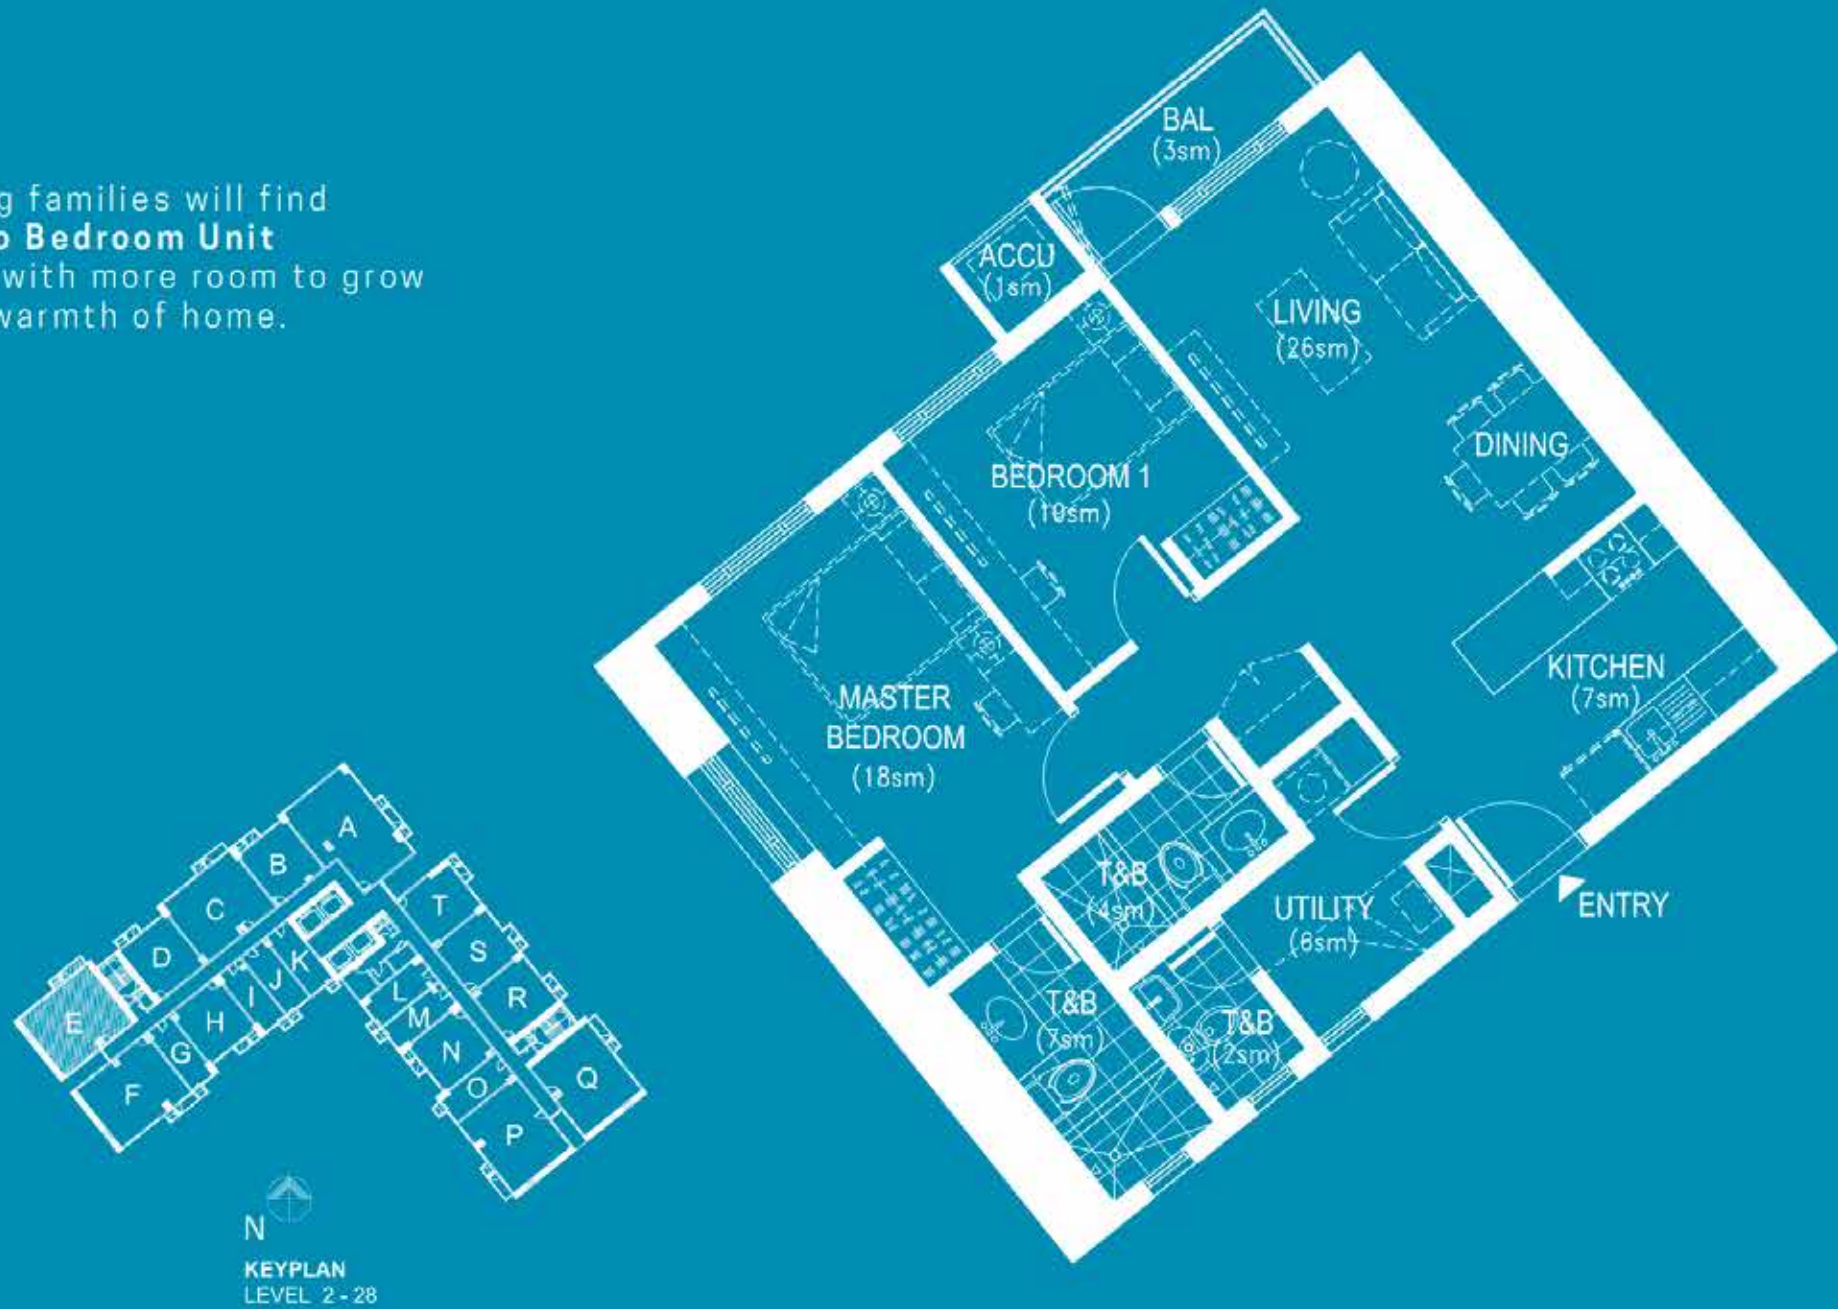 g families will find
o Bedroom Unit
with more room to grow
warmth of home.
BAL
(3sm)
ACCU
(1sm)
LIVING
(26sm)
DINING
BEDROOM 1
(10sm)
KITCHEN
(7sm)
MASTER
BEDROOM
(18sm)
T&B
(4sm)
UTILITY
(6sm)
ENTRY
T&B
(7sm)
T&B
(2sm)
A
B
C
D
E
F
G
H
I
J
K
L
M
N
O
P
Q
R
S
T
N
KEYPLAN
LEVEL 2 - 28